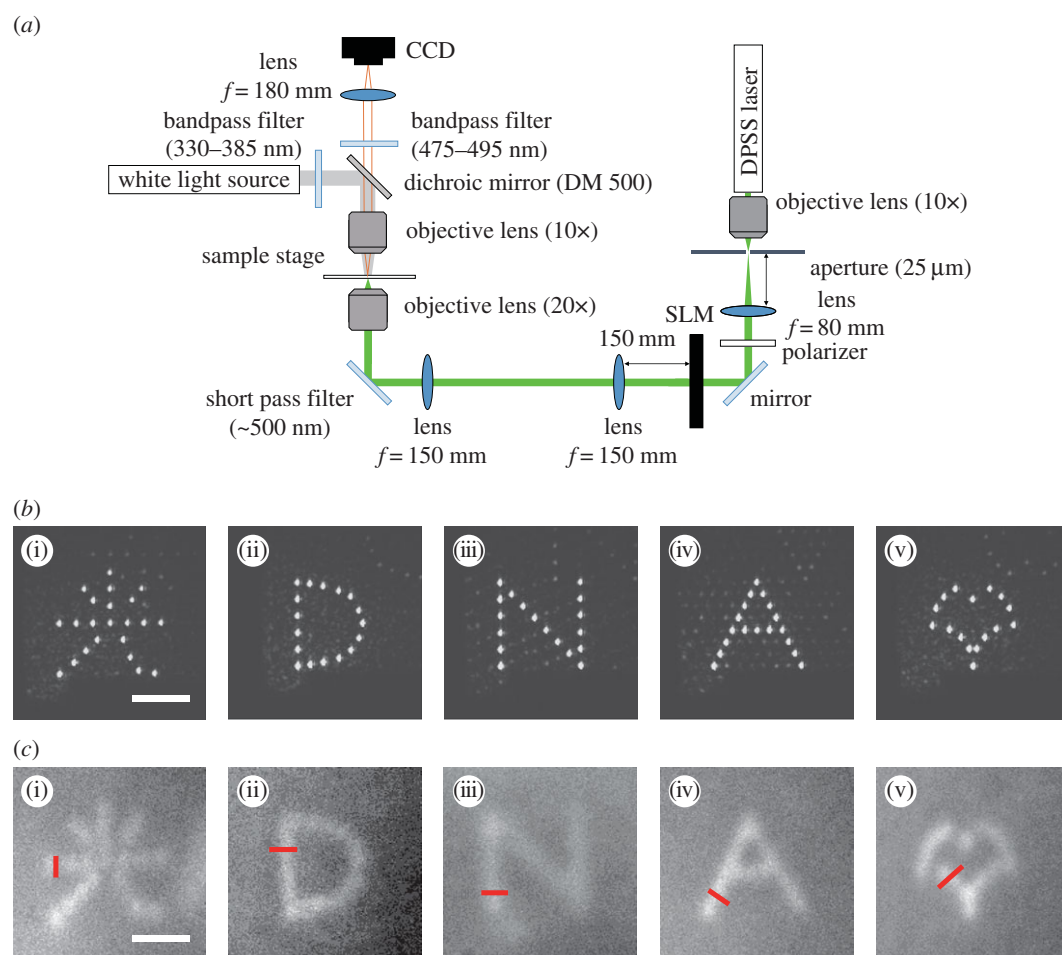 (a)
CCD
lens
f = 180 mm
bandpass filter
(330–385 nm)
bandpass filter
(475–495 nm)
white light source
dichroic mirror (DM 500)
objective lens (10×)
sample stage
objective lens (20×)
short pass filter
(~500 nm)
lens
f = 150 mm
lens
f = 150 mm
150 mm
SLM
DPSS laser
objective lens (10×)
aperture (25 μm)
lens
f = 80 mm
polarizer
mirror
(b)
(i)
(ii)
(iii)
(iv)
(v)
大
D
N
A
(c)
(i)
(ii)
(iii)
(iv)
(v)
D
N
A